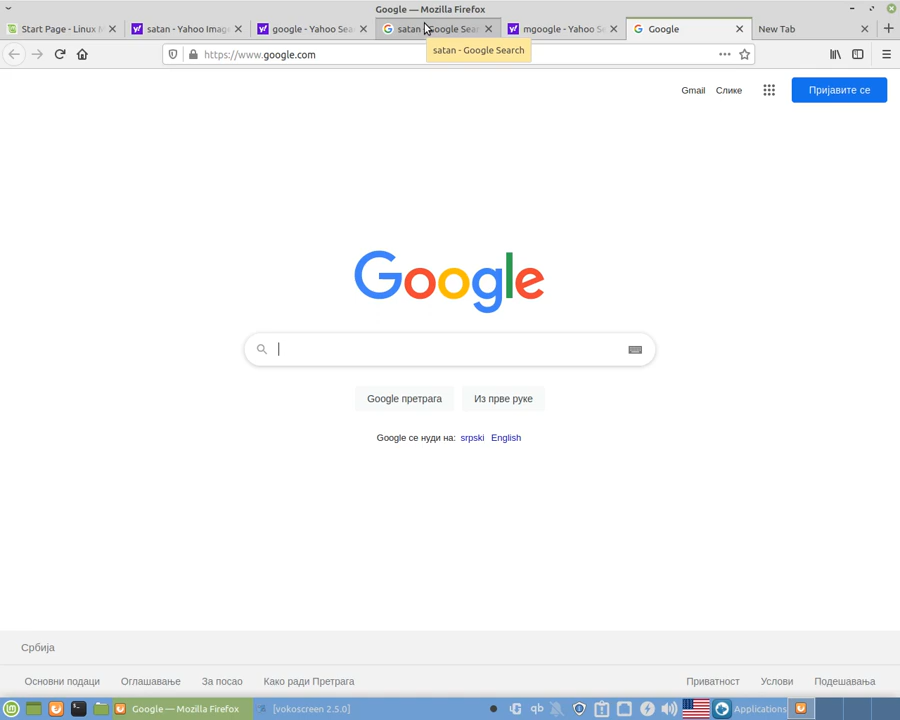 Google — Mozilla Firefox
Start Page - Linux M
satan - Yahoo Image
google - Yahoo Sea
satan - Google Sea
mgoogle - Yahoo S
Google
New Tab
https://www.google.com
satan - Google Search
Gmail Слике Пријавите се
Google
Google претрага Из прве руке
Google се нуди на: srpski English
Србија
Основни подаци Оглашавање За посао Како ради Претрага Приватност Услови Подешавања
Google — Mozilla Firefox [vokoscreen 2.5.0] qb Applications